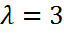 λ = 3